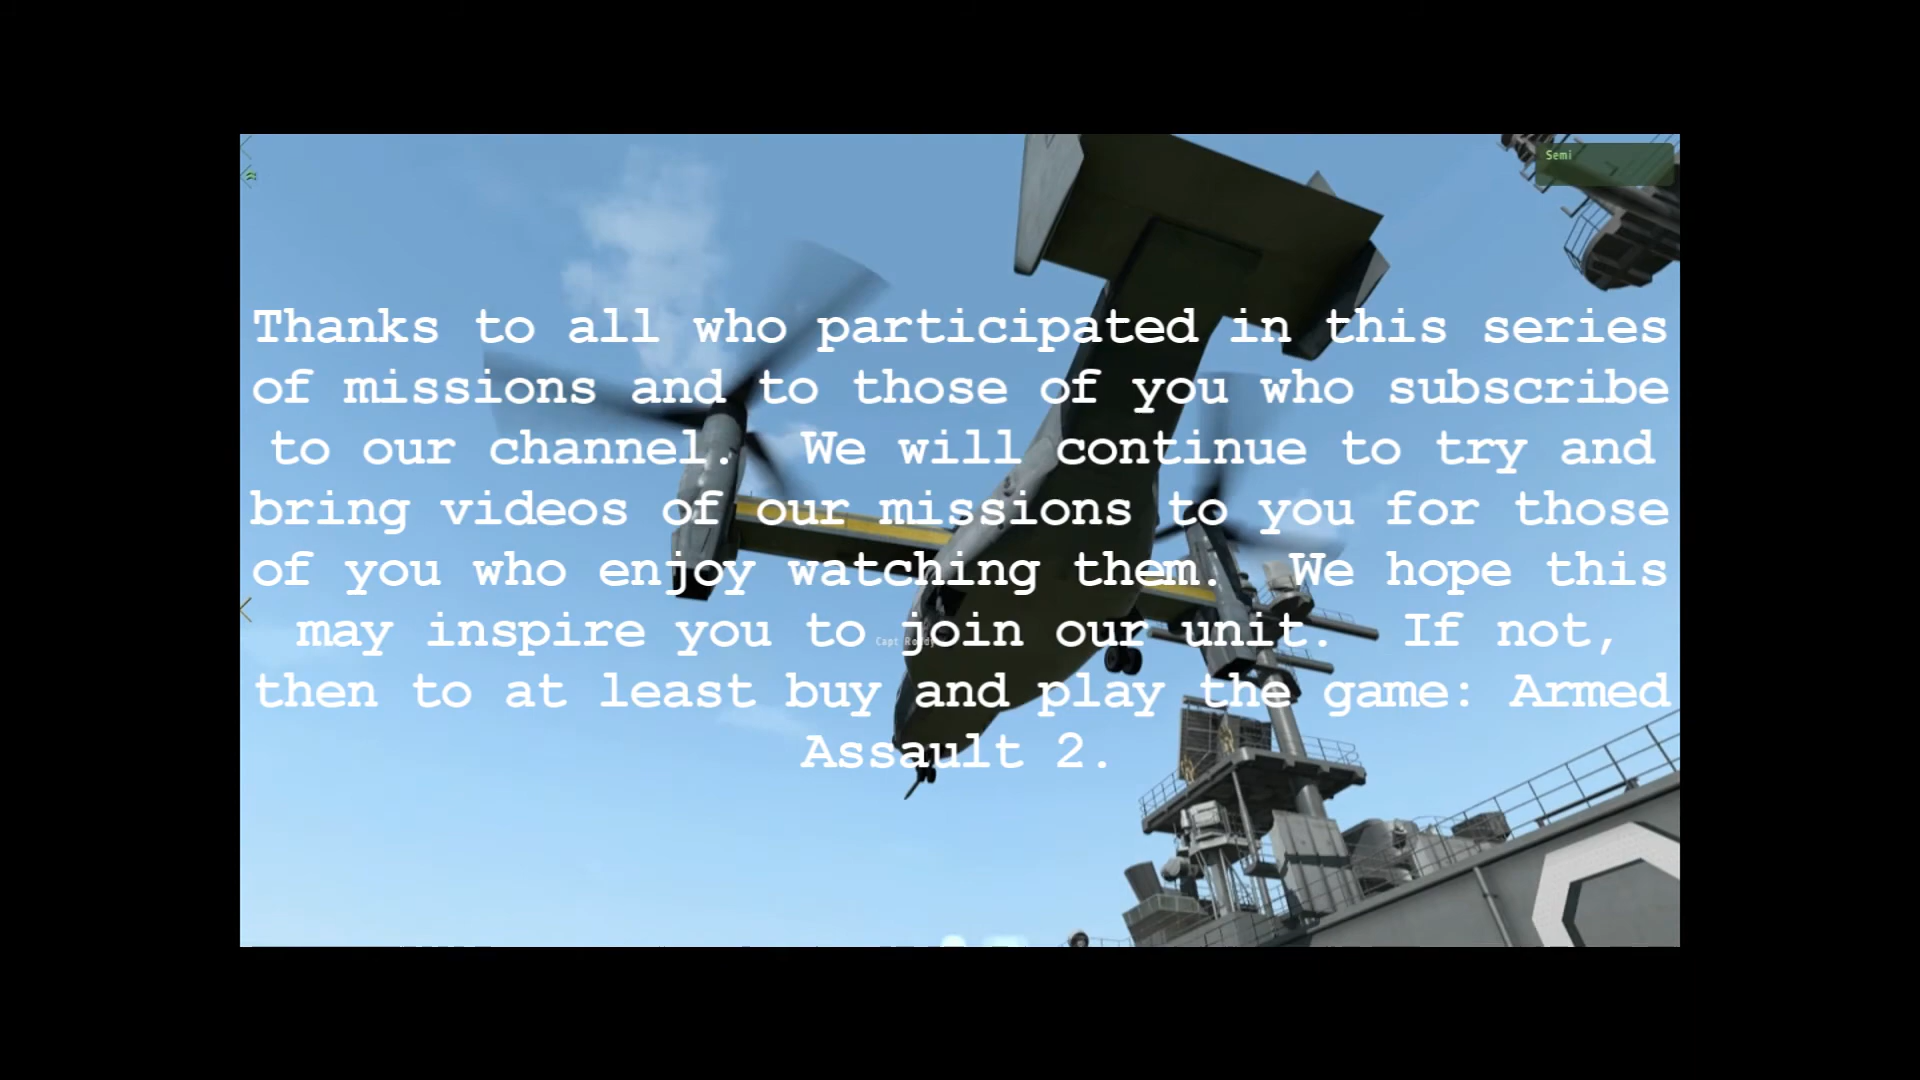 Semi
Thanks to all who participated in this series
of missions and to those of you who subscribe
to our channel. We will continue to try and
bring videos of our missions to you for those
of you who enjoy watching them. We hope this
may inspire you to join our unit. If not,
then to at least buy and play the game: Armed
Assault 2.
Capt